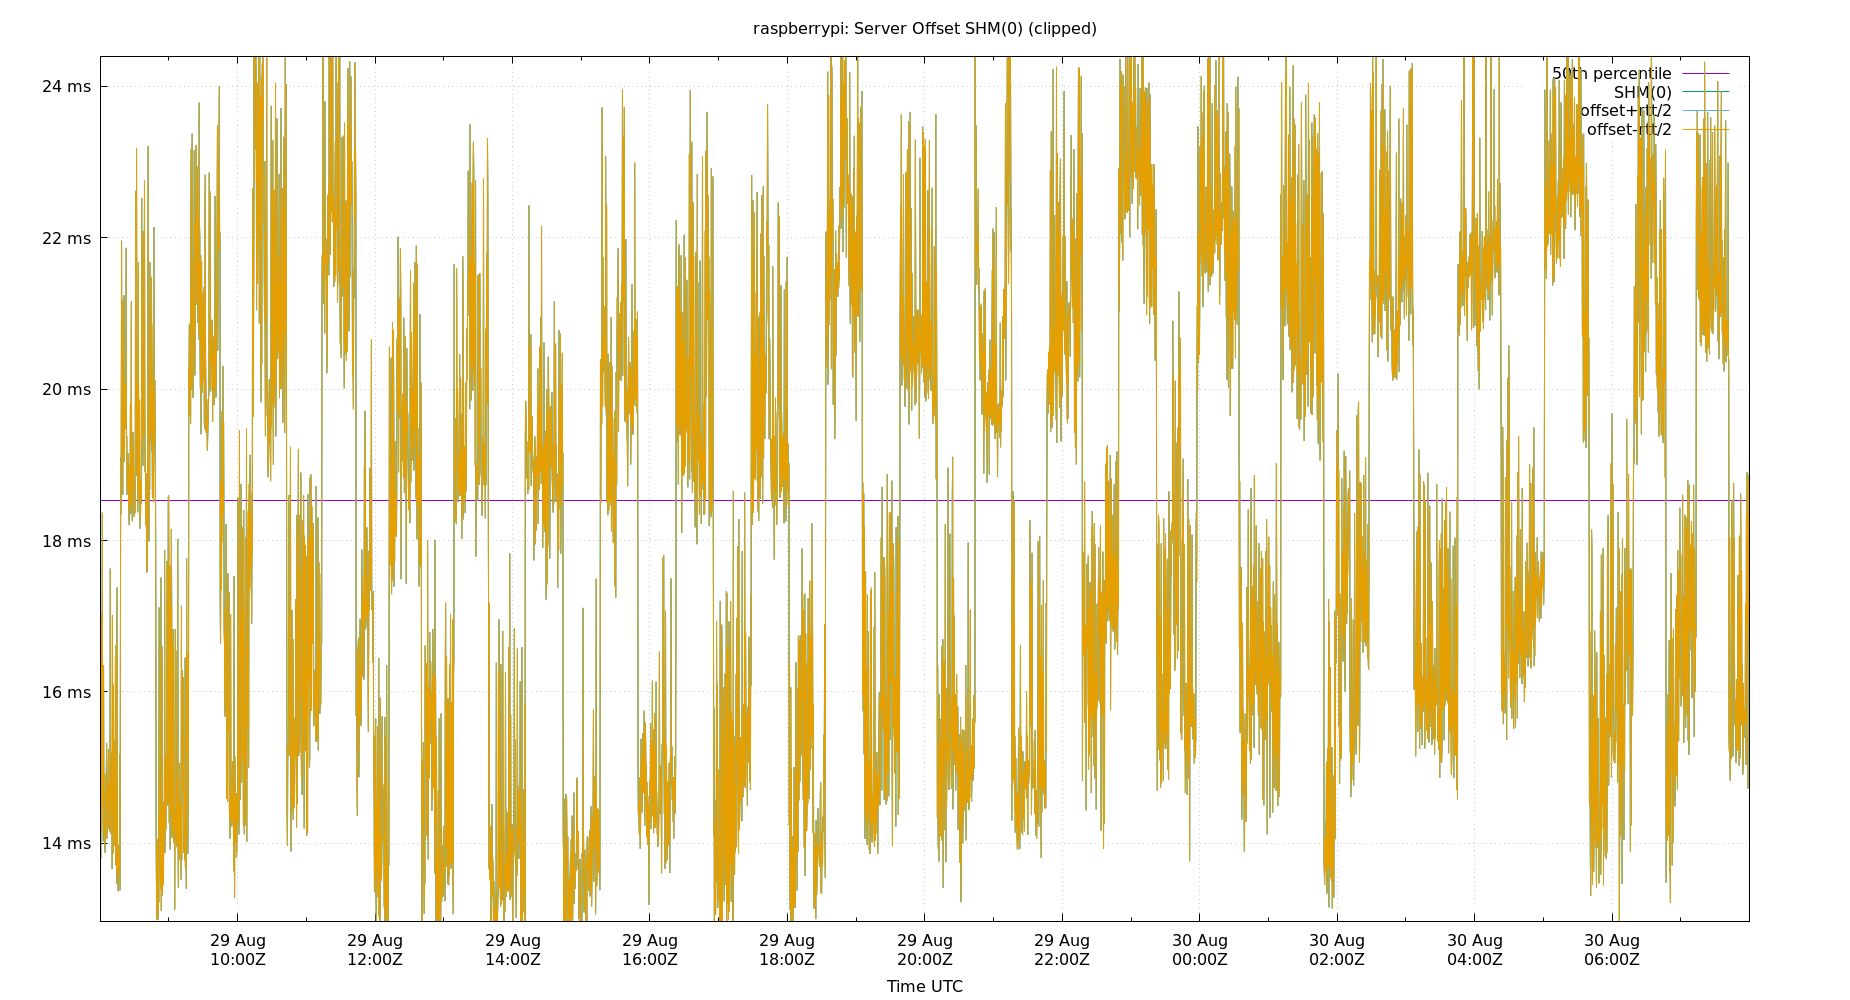 raspberrypi: Server Offset SHM(0) (clipped)
50th percentile
SHM(0)
offset+rtt/2
offset-rtt/2
24 ms
22 ms
20 ms
18 ms
16 ms
14 ms
29 Aug 29 Aug 29 Aug 29 Aug 29 Aug 29 Aug 29 Aug 30 Aug 30 Aug 30 Aug 30 Aug
10:00Z 12:00Z 14:00Z 16:00Z 18:00Z 20:00Z 22:00Z 00:00Z 02:00Z 04:00Z 06:00Z
Time UTC